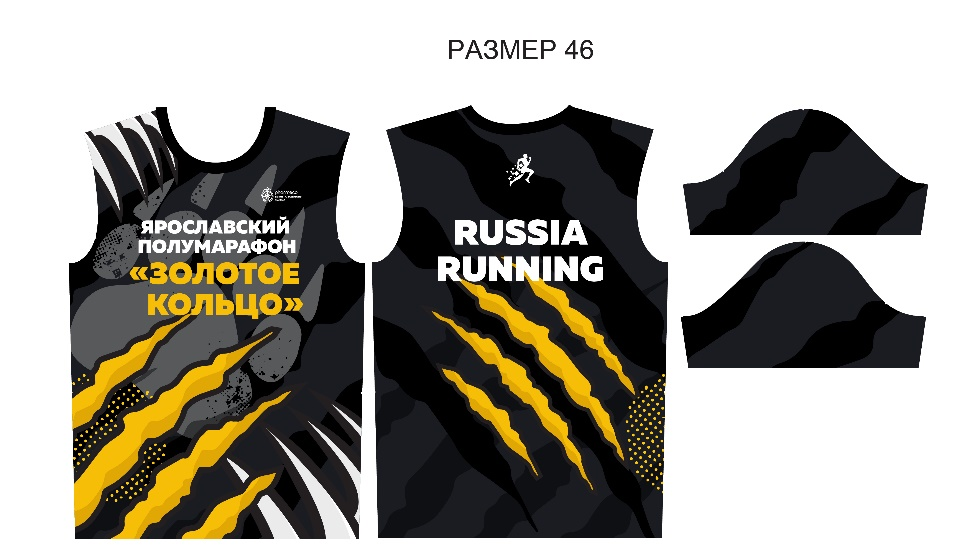 РАЗМЕР 46
ЯРОСЛАВСКИЙ
ПОЛУМАРАФОН
«ЗОЛОТОЕ
КОЛЬЦО»
RUSSIA
RUNNING